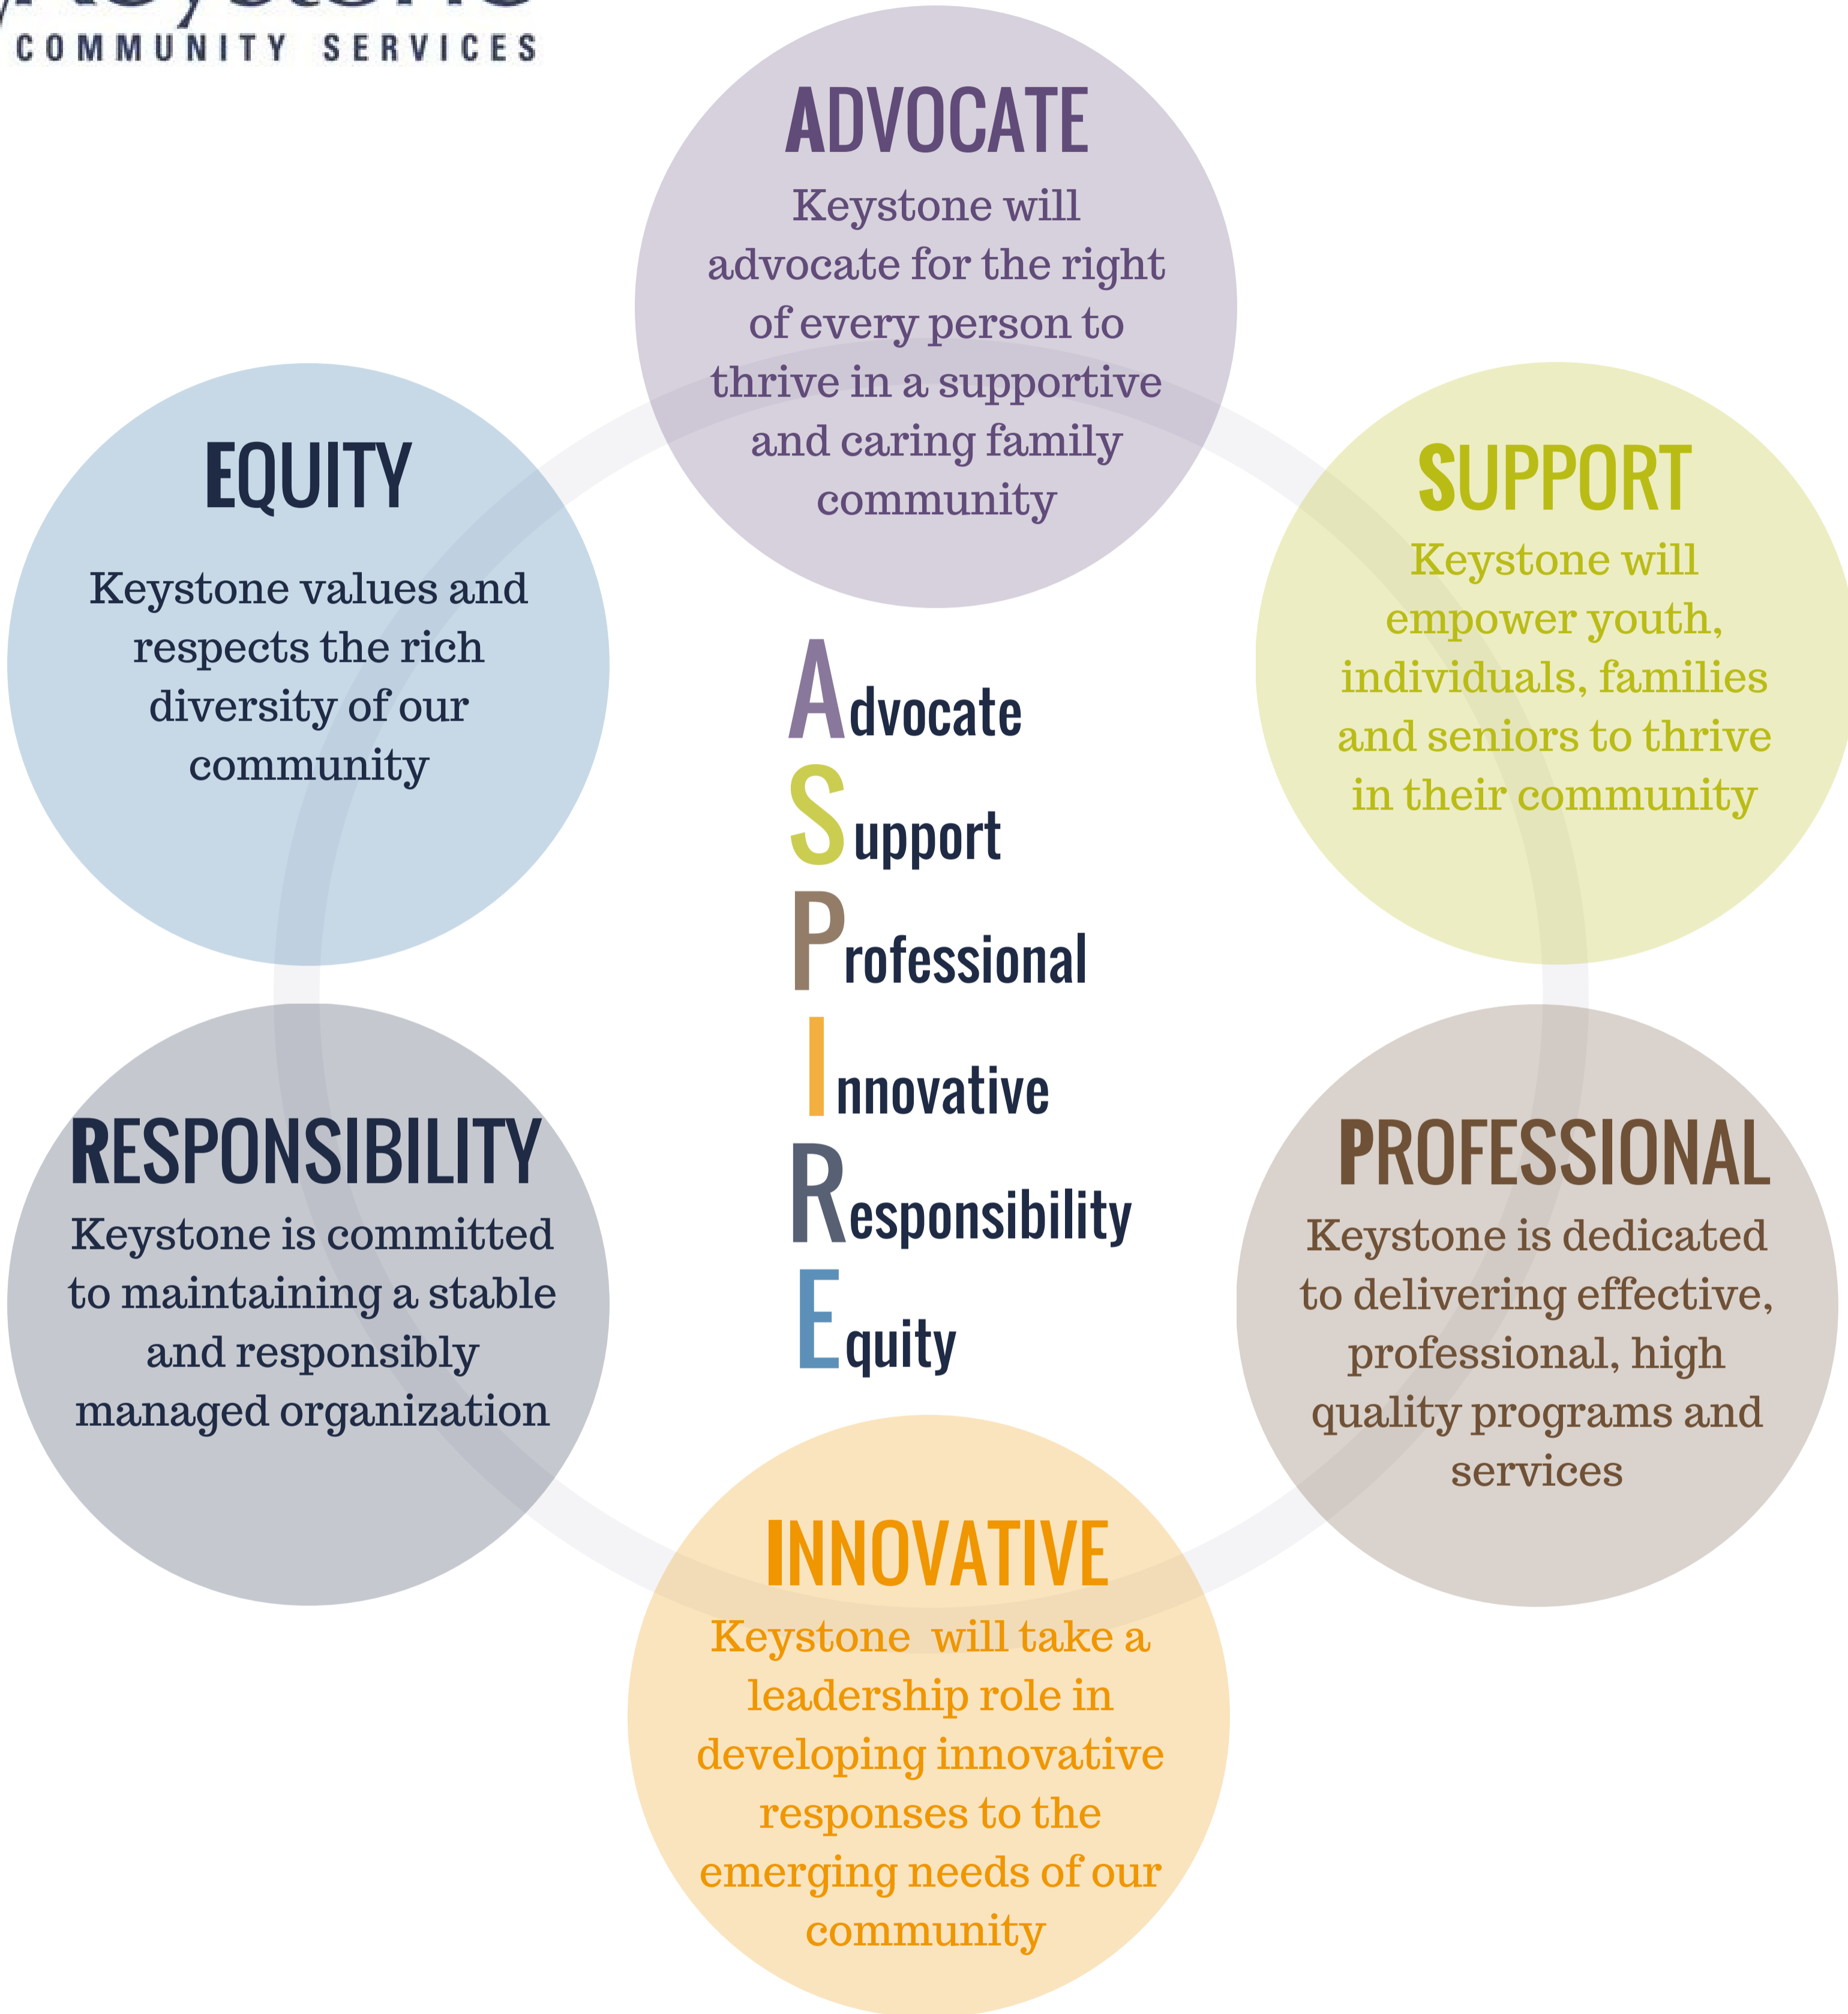 Keystone
COMMUNITY SERVICES
ADVOCATE
Keystone will
advocate for the right
of every person to
thrive in a supportive
and caring family
community
SUPPORT
Keystone will
empower youth,
individuals, families
and seniors to thrive
in their community
PROFESSIONAL
Keystone is dedicated
to delivering effective,
professional, high
quality programs and
services
INNOVATIVE
Keystone will take a
leadership role in
developing innovative
responses to the
emerging needs of our
community
RESPONSIBILITY
Keystone is committed
to maintaining a stable
and responsibly
managed organization
EQUITY
Keystone values and
respects the rich
diversity of our
community
Advocate
Support
Professional
Innovative
Responsibility
Equity